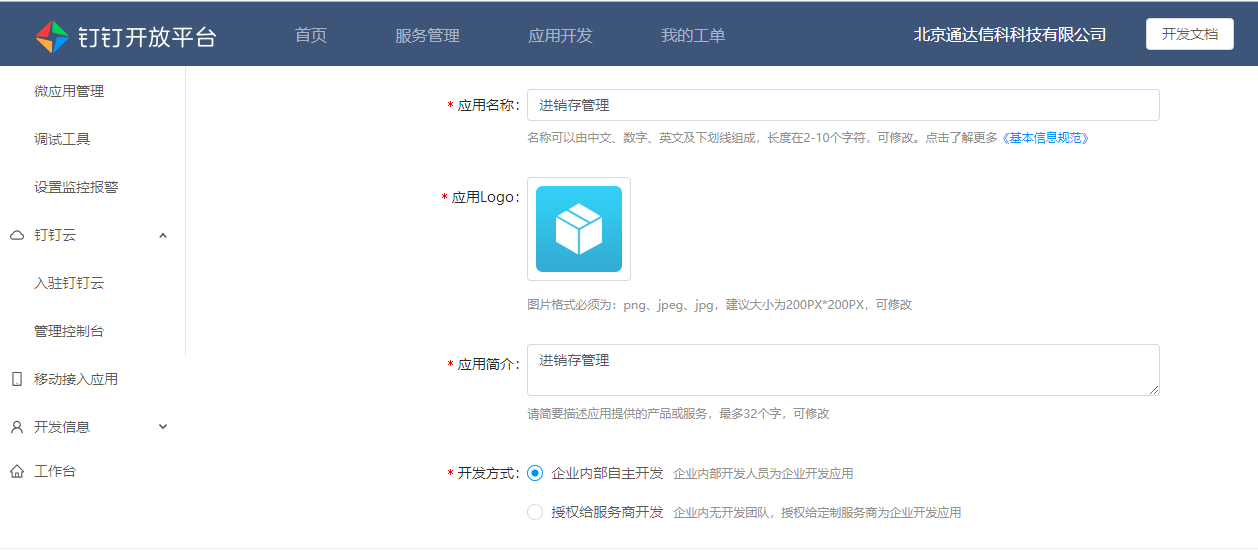 钉钉开放平台 首页 服务管理 应用开发 我的工单 北京通达信科科技有限公司 开发文档
微应用管理
调试工具
设置监控报警
钉钉云
入驻钉钉云
管理控制台
移动接入应用
开发信息
工作台
* 应用名称： 进销存管理
名称可以由中文、数字、英文及下划线组成，长度在2-10个字符，可修改。点击了解更多《基本信息规范》
* 应用Logo：
图片格式必须为：png、jpeg、jpg，建议大小为200PX*200PX，可修改
* 应用简介： 进销存管理
请简要描述应用提供的产品或服务，最多32个字，可修改
* 开发方式： 企业内部自主开发 企业内部开发人员为企业开发应用
授权给服务商开发 企业内无开发团队，授权给定制服务商为企业开发应用